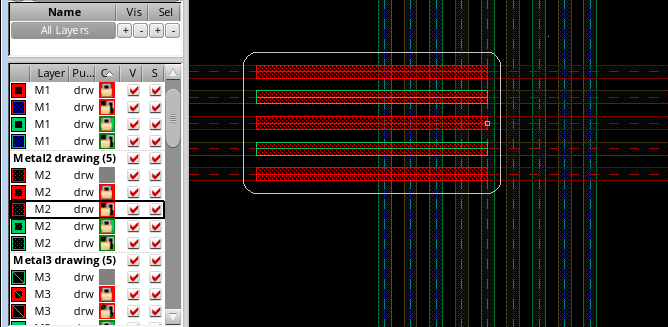 Name Vis Sel
All Layers + - + -
Layer Pu... C V S
M1 drw
M1 drw
M1 drw
M1 drw
Metal2 drawing (5)
M2 drw
M2 drw
M2 drw
M2 drw
M2 drw
Metal3 drawing (5)
M3 drw
M3 drw
M3 drw